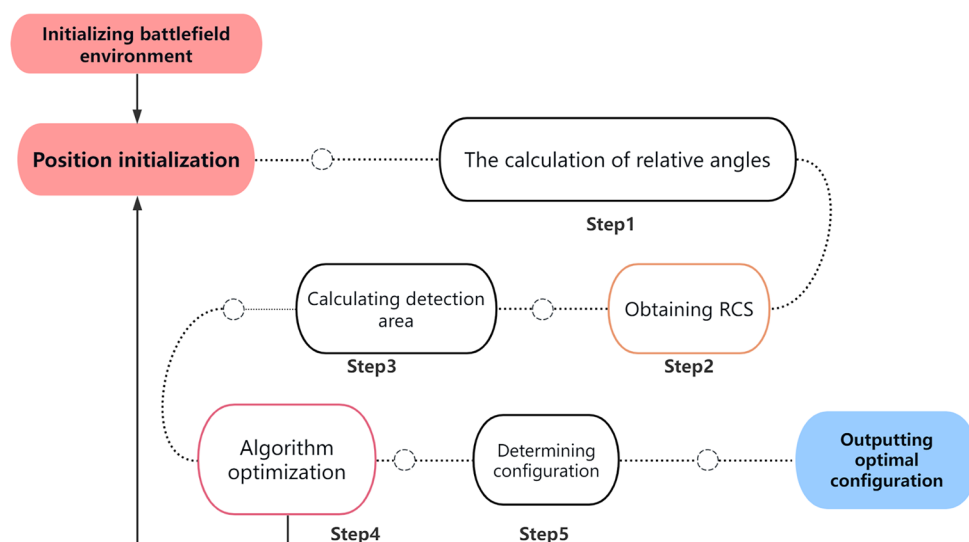 Initializing battlefield
environment
Position initialization
The calculation of relative angles
Step1
Calculating detection
area
Step3
Obtaining RCS
Step2
Algorithm
optimization
Step4
Determining
configuration
Step5
Outputting
optimal
configuration